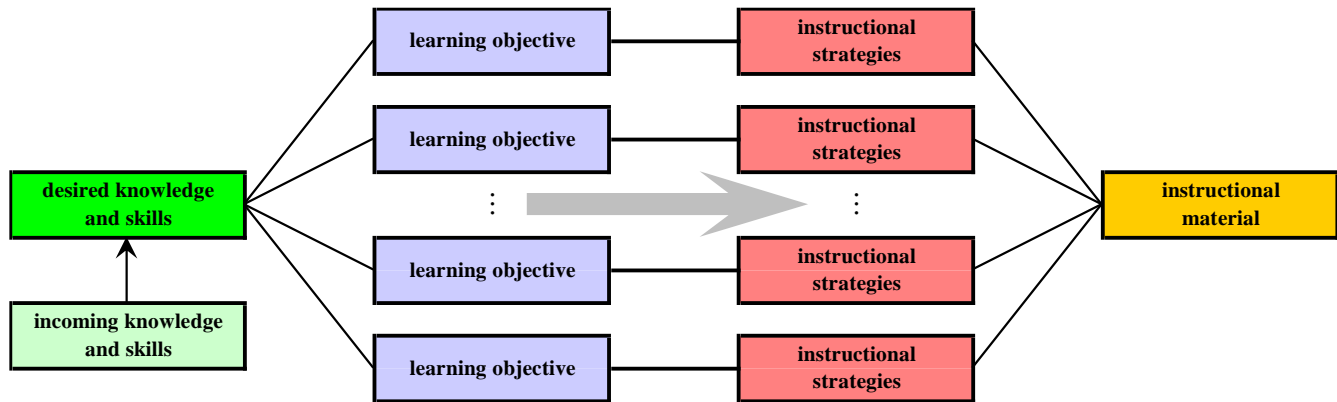 learning objective
instructional
strategies
learning objective
instructional
strategies
desired knowledge
and skills
⋮
⋮
instructional
material
learning objective
instructional
strategies
incoming knowledge
and skills
learning objective
instructional
strategies